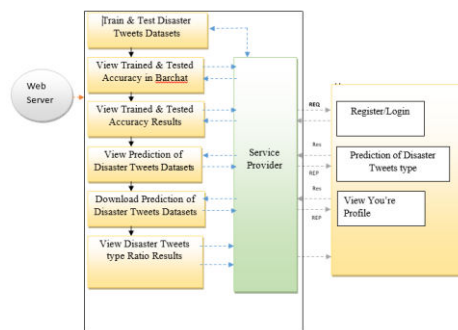 Train & Test Disaster
Tweets Datasets
View Trained & Tested
Accuracy in Barchat
View Trained & Tested
Accuracy Results
View Prediction of
Disaster Tweets Datasets
Download Prediction of
Disaster Tweets Datasets
View Disaster Tweets
type Ratio Results
Web
Server
Service
Provider
REQ
Res
REP
Res
REP
Register/Login
Prediction of Disaster
Tweets type
View You're
Profile